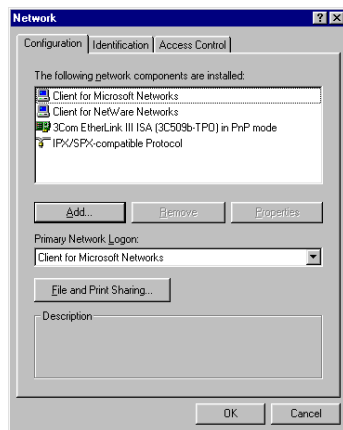 Network
Configuration Identification Access Control
The following network components are installed:
Client for Microsoft Networks
Client for NetWare Networks
3Com EtherLink III ISA (3C509b-TPO) in PnP mode
IPX/SPX-compatible Protocol
Add... Remove Properties
Primary Network Logon:
Client for Microsoft Networks
File and Print Sharing...
Description
OK Cancel